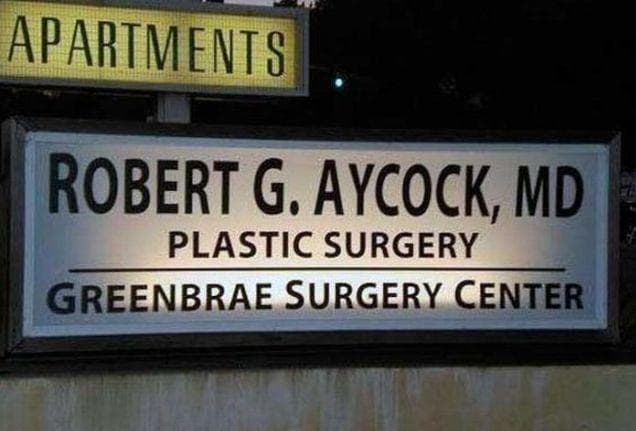 APARTMENTS
ROBERT G. AYCOCK, MD
PLASTIC SURGERY
GREENBRAE SURGERY CENTER